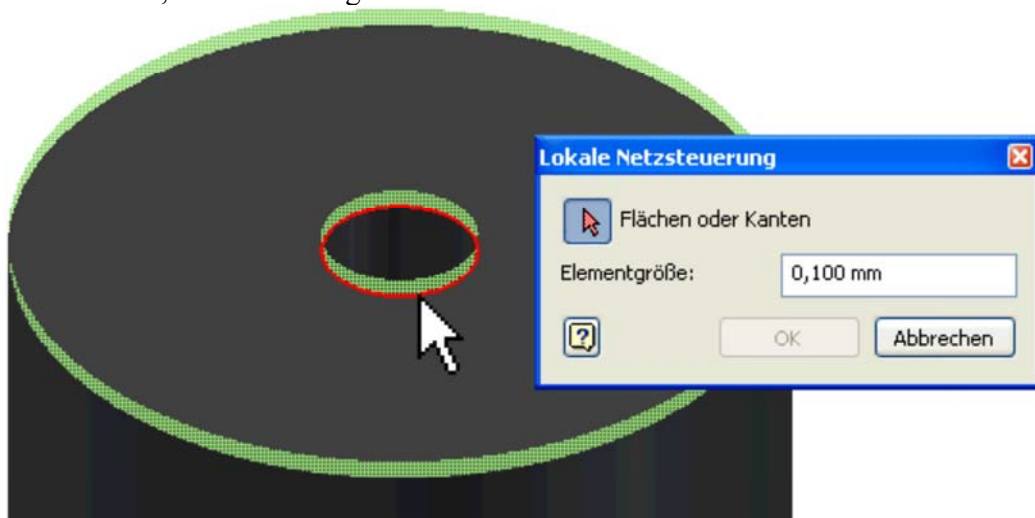 Lokale Netzsteuerung
Flächen oder Kanten
Elementgröße: 0,100 mm
OK Abbrechen